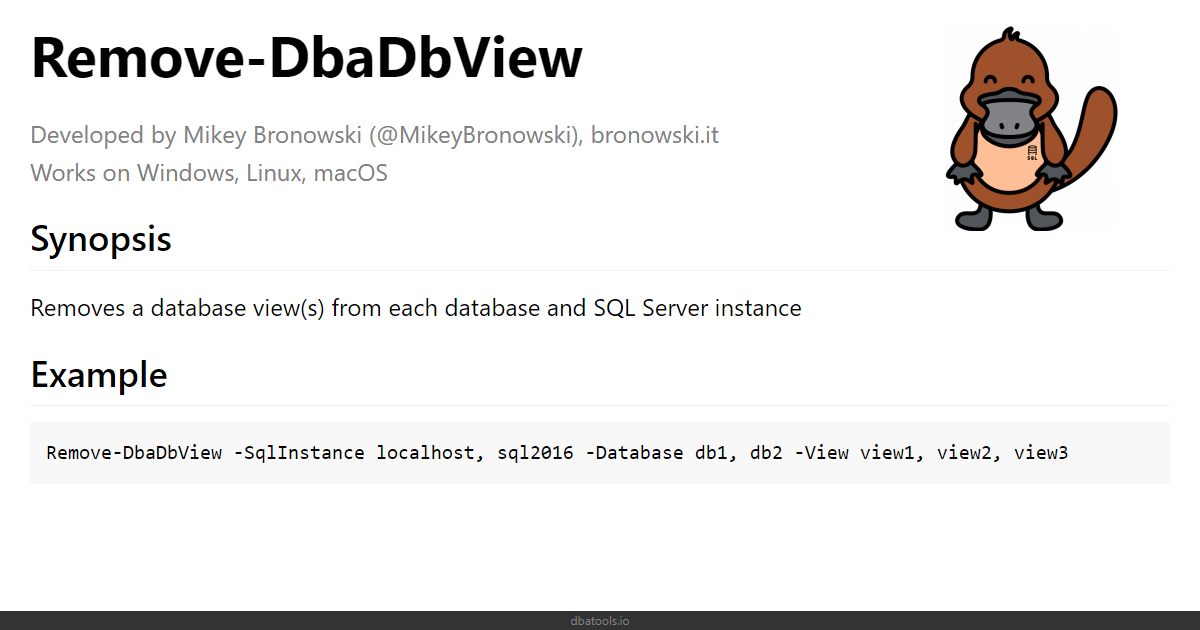 Remove-DbaDbView
Developed by Mikey Bronowski (@MikeyBronowski), bronowski.it
Works on Windows, Linux, macOS
SQL
Synopsis
Removes a database view(s) from each database and SQL Server instance
Example
Remove-DbaDbView -SqlInstance localhost, sql2016 -Database db1, db2 -View view1, view2, view3
dbatools.io